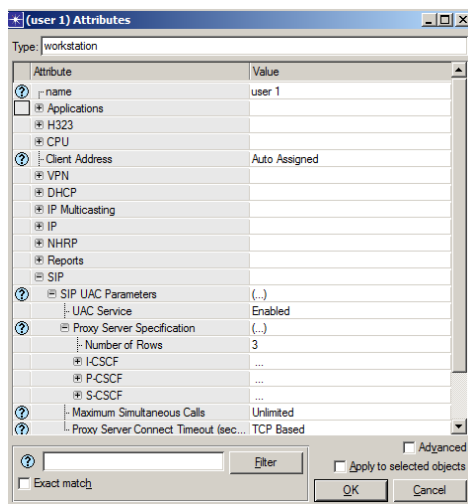 (user 1) Attributes
Type: workstation
Attribute Value
name user 1
Applications
H323
CPU
Client Address Auto Assigned
VPN
DHCP
IP Multicasting
IP
NHRP
Reports
SIP
SIP UAC Parameters (...)
UAC Service Enabled
Proxy Server Specification (...)
Number of Rows 3
I-CSCF ...
P-CSCF ...
S-CSCF ...
Maximum Simultaneous Calls Unlimited
Proxy Server Connect Timeout (sec... TCP Based
Advanced
Filter
Apply to selected objects
Exact match
OK Cancel